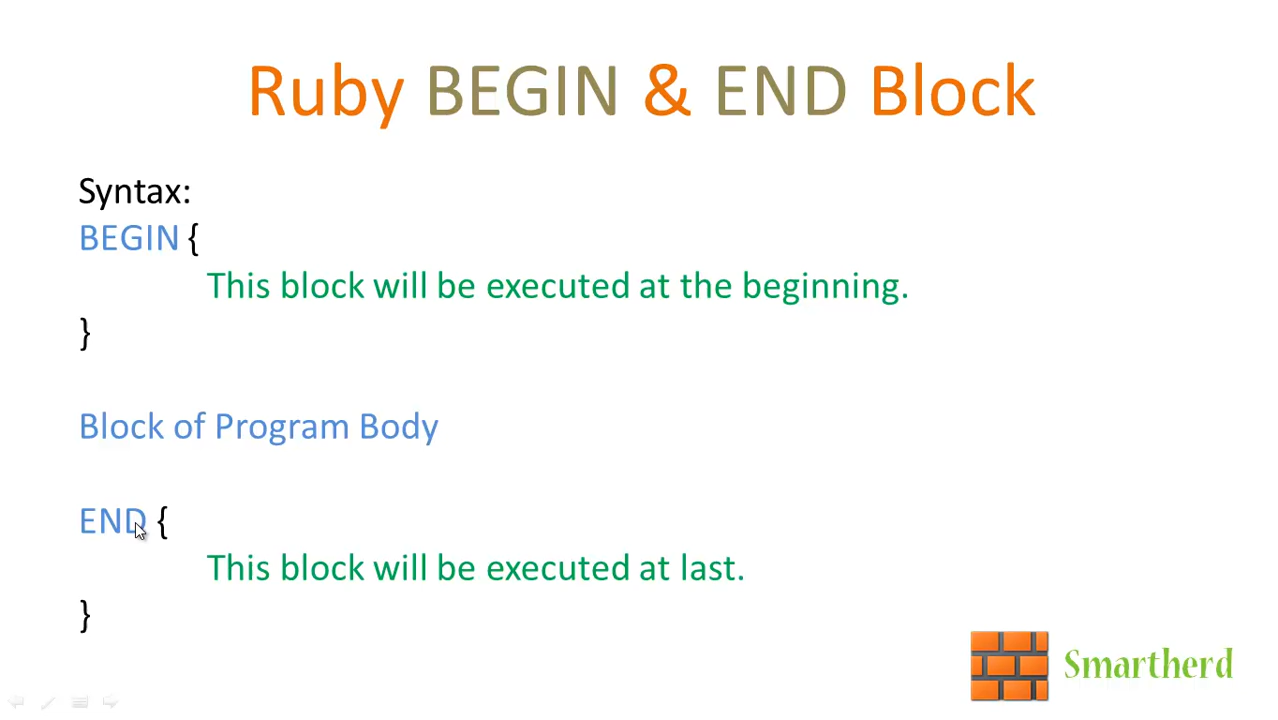 Ruby BEGIN & END Block
Syntax:
BEGIN {
This block will be executed at the beginning.
}
Block of Program Body
END {
This block will be executed at last.
}
Smartherd